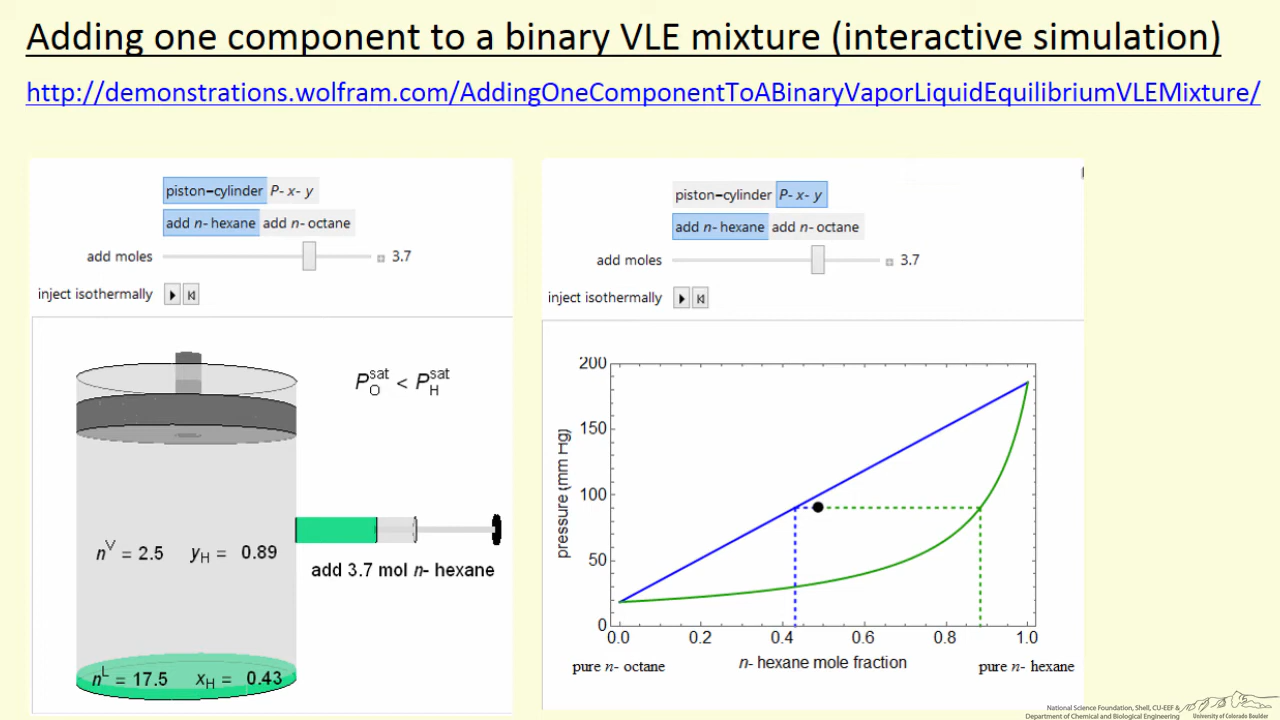 Adding one component to a binary VLE mixture (interactive simulation)
http://demonstrations.wolfram.com/AddingOneComponentToABinaryVaporLiquidEquilibriumVLEMixture/
piston-cylinder P- x- y
add n- hexane add n- octane
add moles 3.7
inject isothermally
P_O^sat < P_H^sat
n^V = 2.5 y_H = 0.89
add 3.7 mol n- hexane
n^L = 17.5 x_H = 0.43
piston-cylinder P- x- y
add n- hexane add n- octane
add moles 3.7
inject isothermally
200
150
100
50
0
pressure (mm Hg)
0.0 0.2 0.4 0.6 0.8 1.0
pure n- octane n- hexane mole fraction pure n- hexane
National Science Foundation, Shell, CU-EEF &
Department of Chemical and Biological Engineering
University of Colorado Boulder